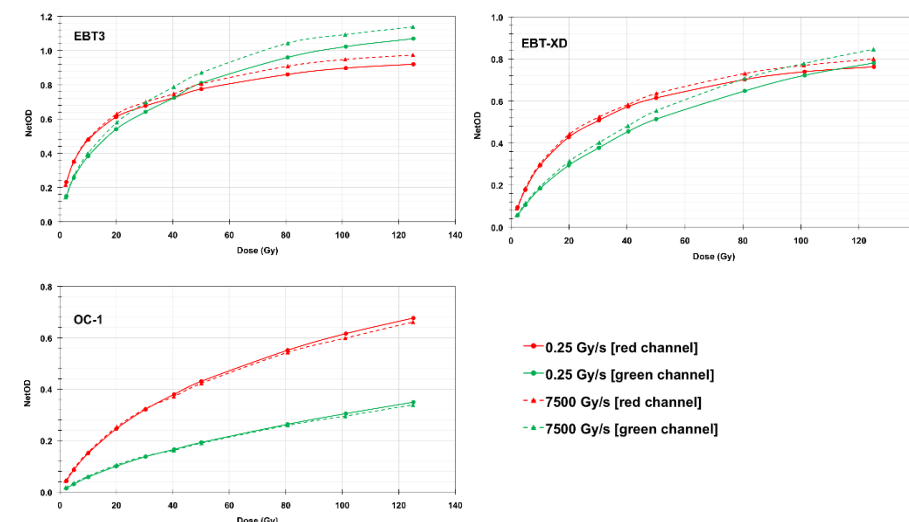 EBT3
NetOD
1.2
1.0
0.8
0.6
0.4
0.2
0.0
0 20 40 60 80 100 120 140
Dose (Gy)
EBT-XD
NetOD
1.0
0.8
0.6
0.4
0.2
0.0
0 20 40 60 80 100 120
Dose (Gy)
OC-1
NetOD
0.8
0.6
0.4
0.2
0.0
0 20 40 60 80 100 120 140
Dose (Gy)
0.25 Gy/s [red channel]
0.25 Gy/s [green channel]
7500 Gy/s [red channel]
7500 Gy/s [green channel]